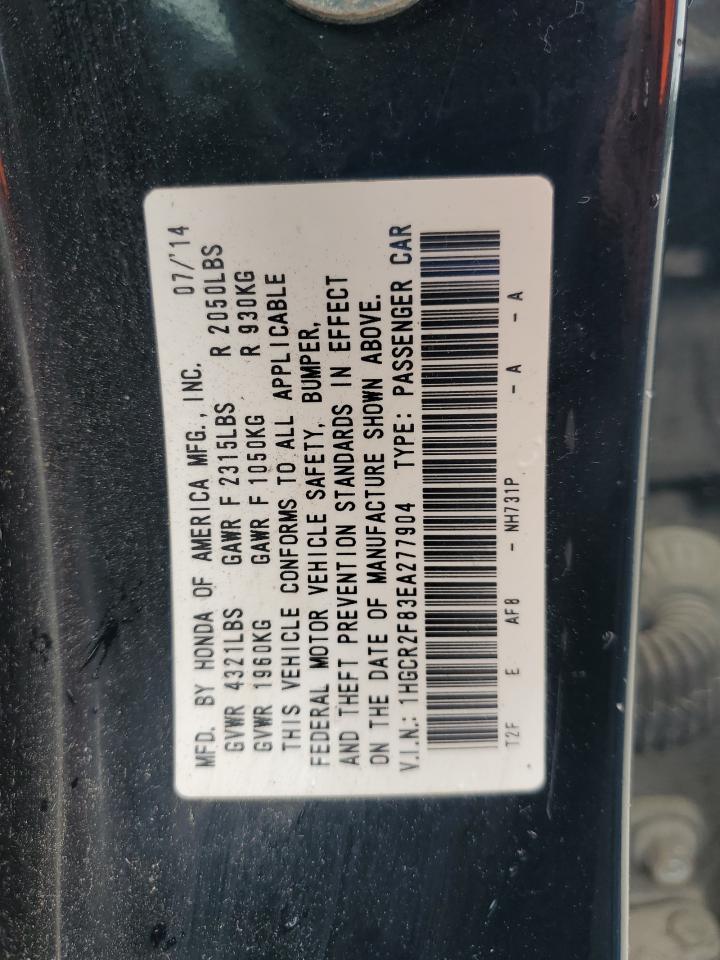 MFD. BY HONDA OF AMERICA MFG., INC. 07/'14
GVWR 4321LBS GAWR F 2315LBS R 2050LBS
GVWR 1960KG GAWR F 1050KG R 930KG
THIS VEHICLE CONFORMS TO ALL APPLICABLE
FEDERAL MOTOR VEHICLE SAFETY, BUMPER,
AND THEFT PREVENTION STANDARDS IN EFFECT
ON THE DATE OF MANUFACTURE SHOWN ABOVE.
V.I.N.: 1HGCR2F83EA277904 TYPE: PASSENGER CAR
T2F E AF8 - NH731P - A - A